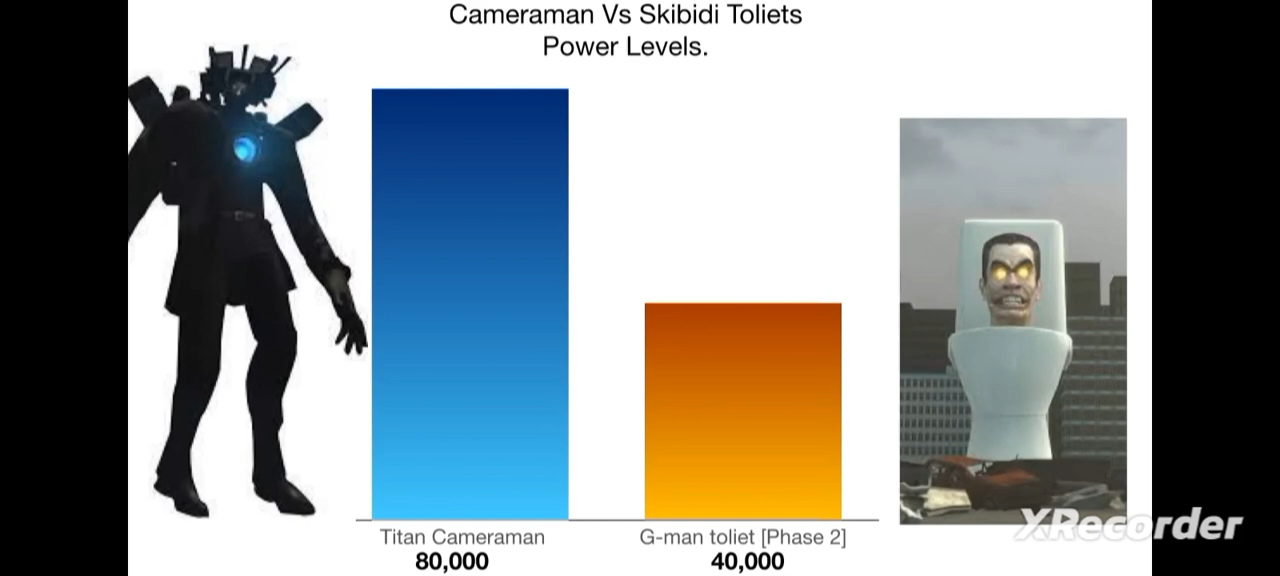 Cameraman Vs Skibidi Toliets
Power Levels.
Titan Cameraman
80,000
G-man toliet [Phase 2]
40,000
XRecorder